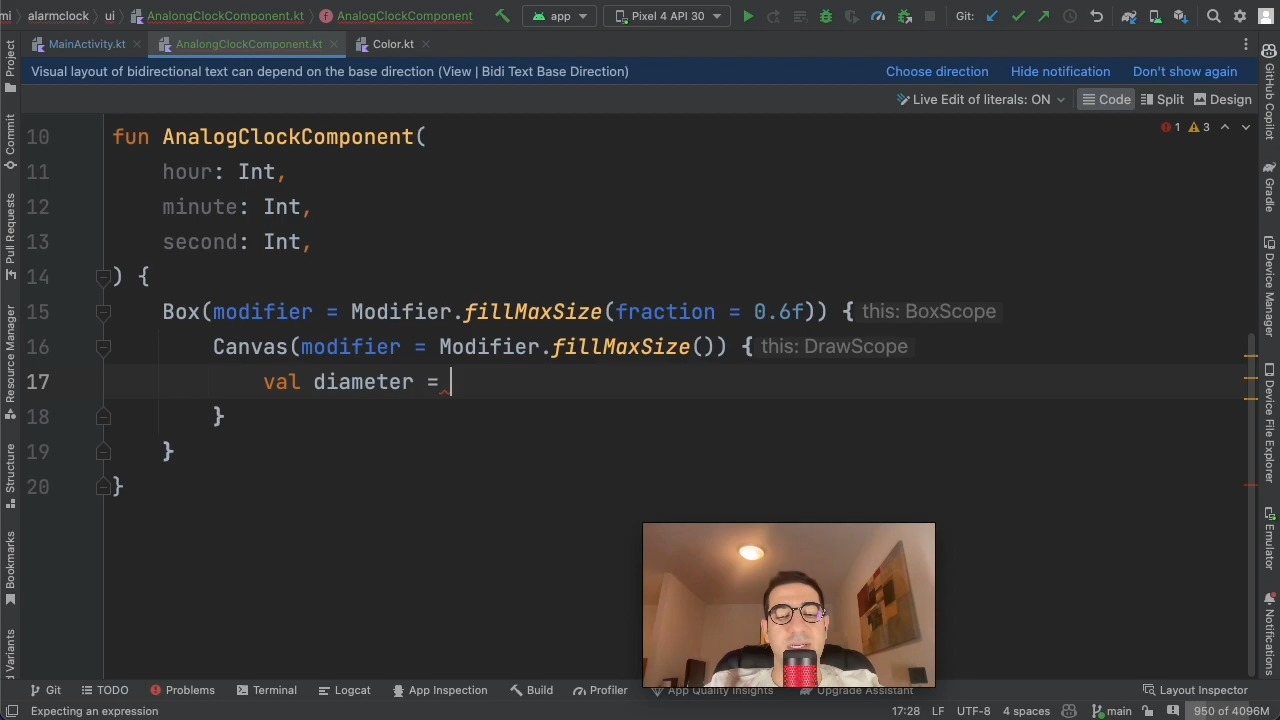 mi
alarmclock
ui
AnalongClockComponent.kt
AnalongClockComponent
app
Pixel 4 API 30
Git:
MainActivity.kt
AnalongClockComponent.kt
Color.kt
Visual layout of bidirectional text can depend on the base direction (View | Bidi Text Base Direction)
Choose direction
Hide notification
Don't show again
Live Edit of literals: ON
Code
Split
Design
1
3
10 fun AnalogClockComponent(
11 hour: Int,
12 minute: Int,
13 second: Int,
14 ) {
15 Box(modifier = Modifier.fillMaxSize(fraction = 0.6f)) { this: BoxScope
16 Canvas(modifier = Modifier.fillMaxSize()) { this: DrawScope
17 val diameter =
18 }
19 }
20 }
Project
Commit
Pull Requests
Resource Manager
Structure
Bookmarks
d Variants
GitHub Copilot
Gradle
Device Manager
Device File Explorer
Emulator
Notifications
Git
TODO
Problems
Terminal
Logcat
App Inspection
Build
Profiler
App Quality Insights
Upgrade Assistant
Layout Inspector
Expecting an expression
17:28
LF
UTF-8
4 spaces
main
950 of 4096M